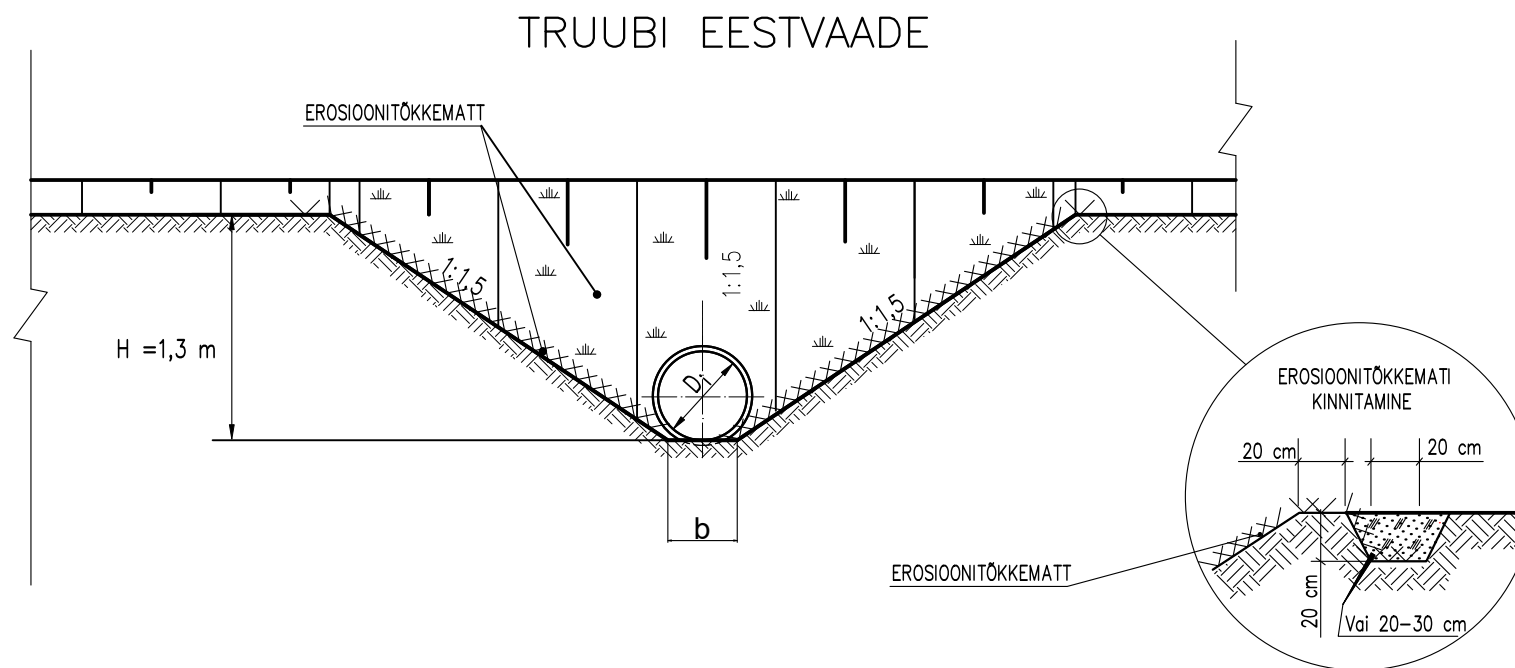 TRUUBI EESTVAADE
EROSIOONITÕKKEMATT
1:1,5
1:1,5
1:1,5
H =1,3 m
Di
b
EROSIOONITÕKKEMATI
KINNITAMINE
20 cm
20 cm
EROSIOONITÕKKEMATT
20 cm
Vai 20-30 cm